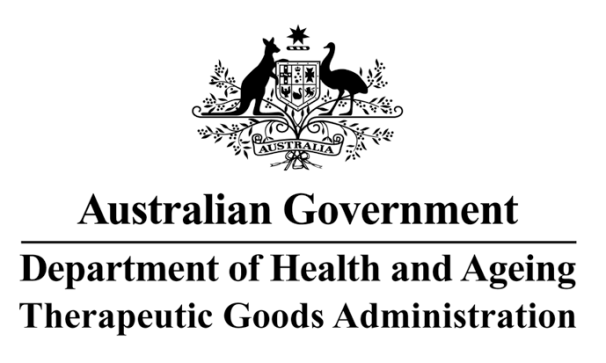 AUSTRALIA
Australian Government
Department of Health and Ageing
Therapeutic Goods Administration